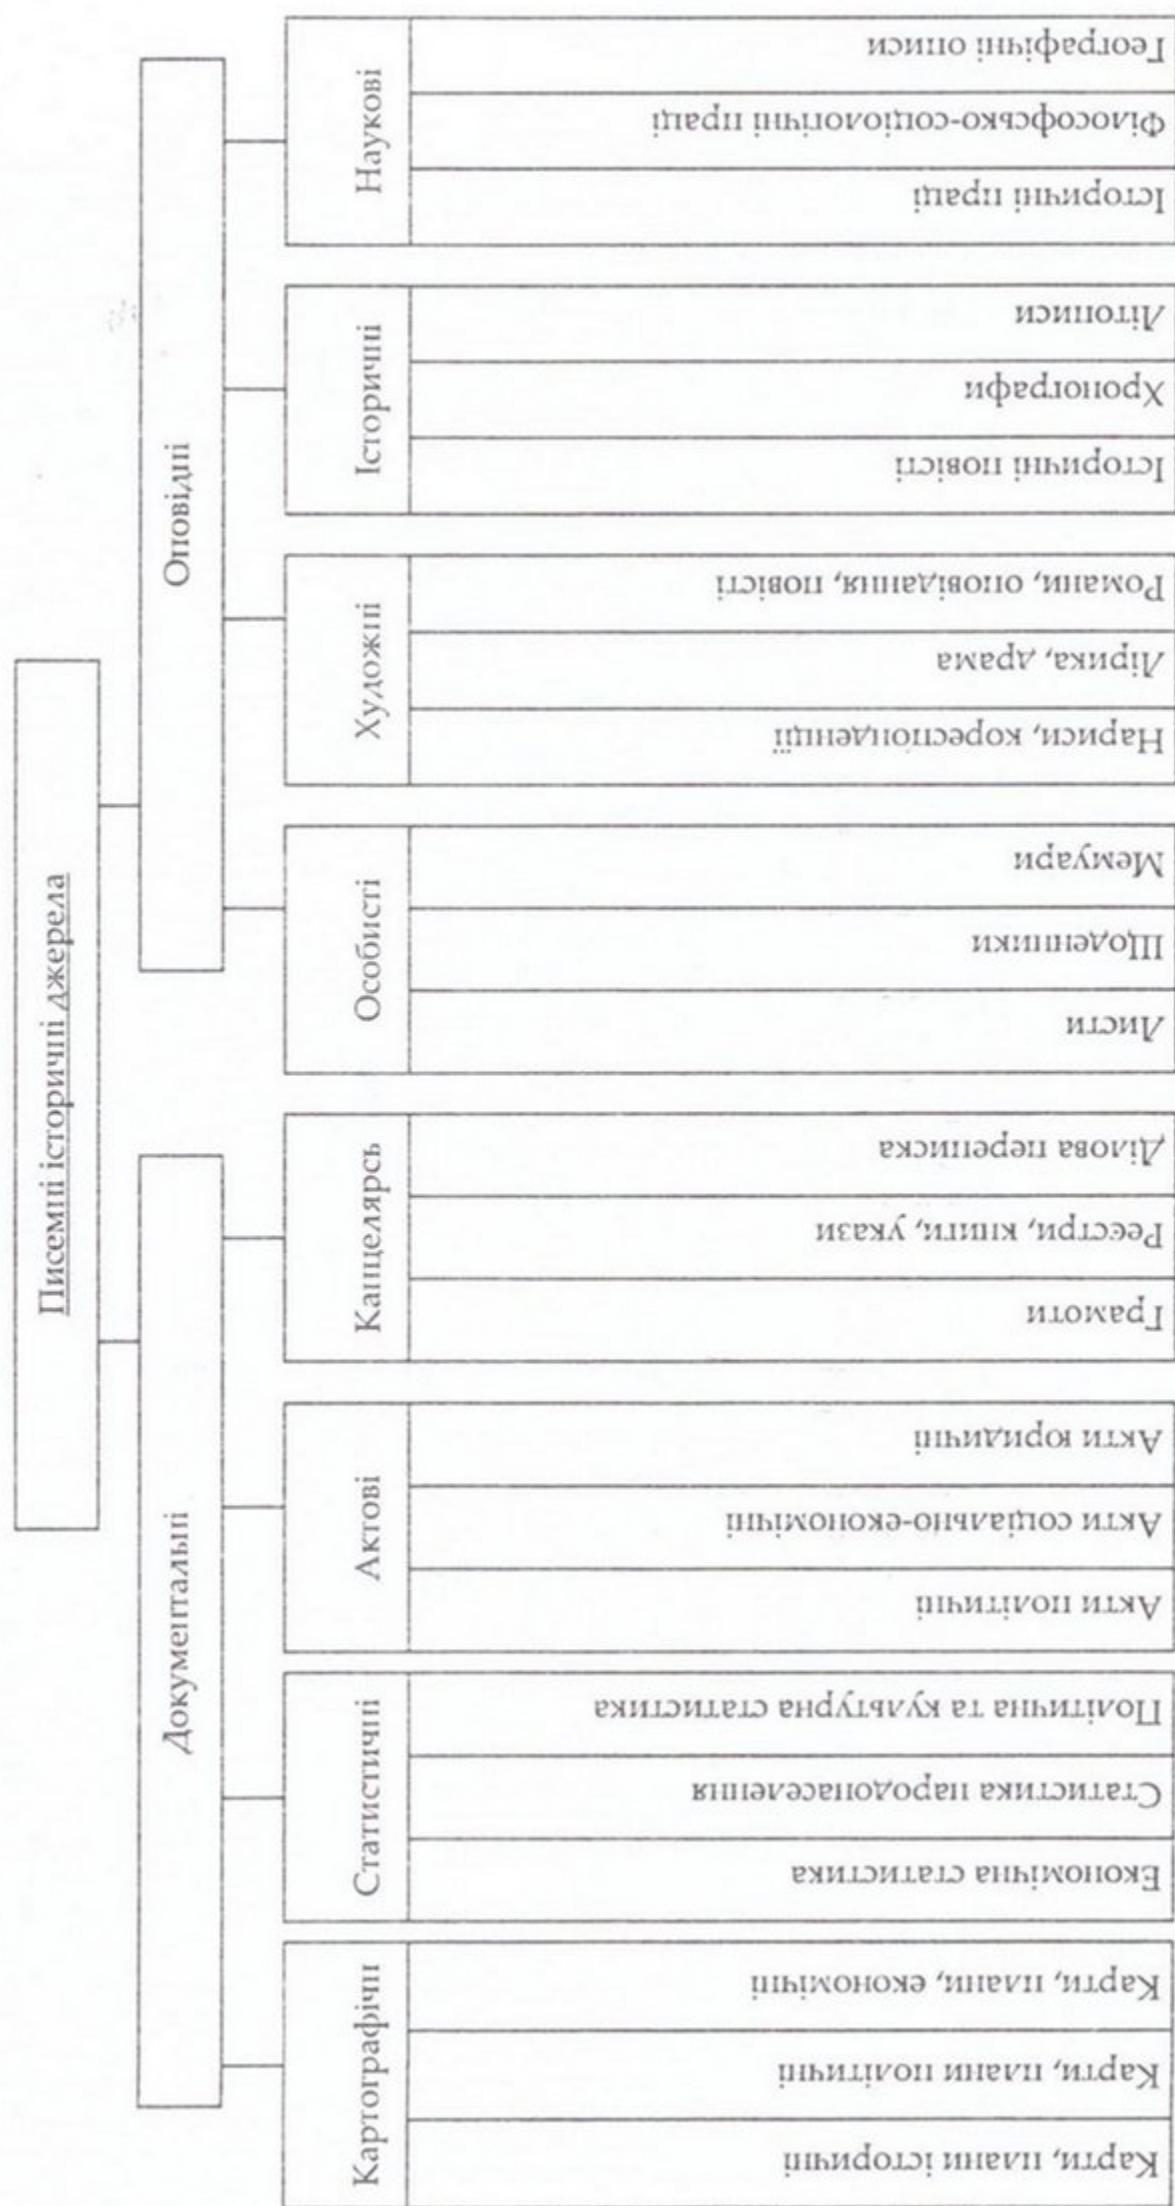 Писемні історичні джерела
Документальні
Оповідні
Картографічн
Статистичні
Актові
Канцелярсь
Особисті
Художні
Історичні
Наукові
Карти, плани історичні
Карти, плани політичні
Карти, плани, економічні
Економічна статистика
Статистика народонаселення
Політична та культурна статистика
Акти політичні
Акти соціально-економічні
Акти юридичні
Грамоти
Реєстри, книги, укази
Ділова переписка
Листи
Щоденники
Мемуари
Нариси, кореспонденції
Лірика, драма
Романи, оповідання, повісті
Історичні повісті
Хронографи
Літописи
Історичні праці
Філософсько-соціологічні праці
Географічні описи